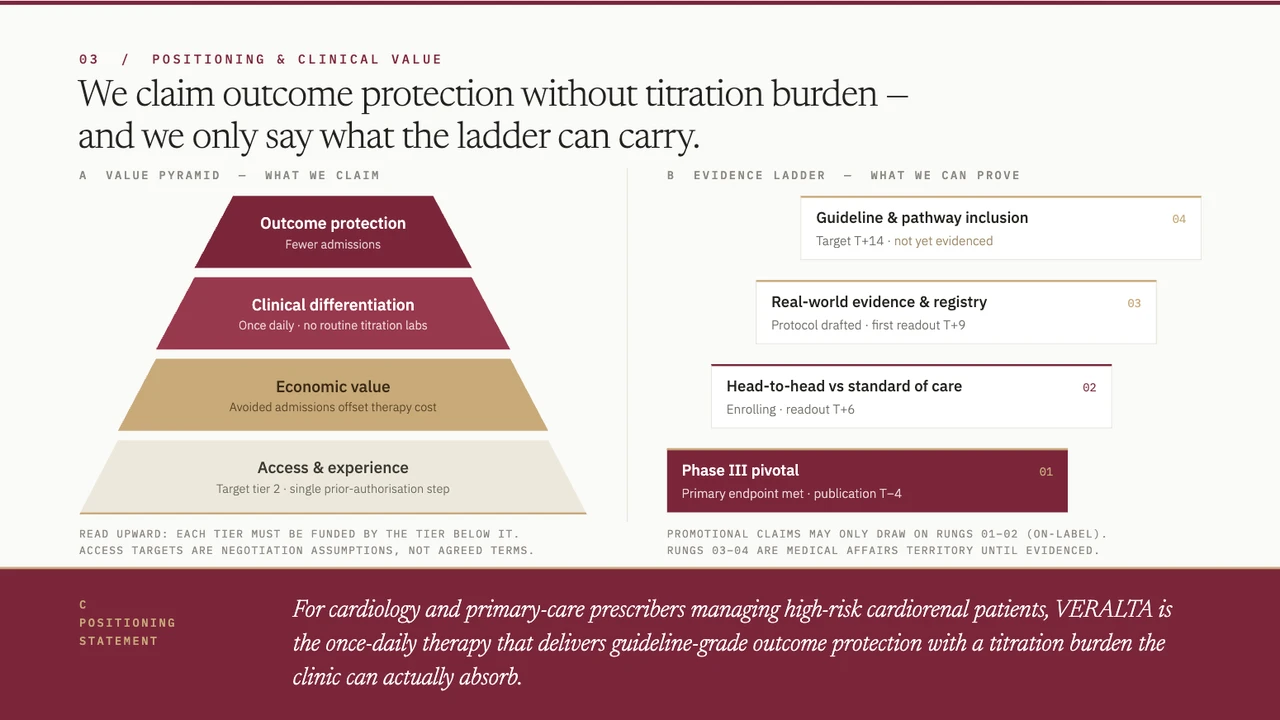 03 / POSITIONING & CLINICAL VALUE
We claim outcome protection without titration burden —
and we only say what the ladder can carry.
A VALUE PYRAMID — WHAT WE CLAIM
Outcome protection
Fewer admissions
Clinical differentiation
Once daily · no routine titration labs
Economic value
Avoided admissions offset therapy cost
Access & experience
Target tier 2 · single prior-authorisation step
READ UPWARD: EACH TIER MUST BE FUNDED BY THE TIER BELOW IT.
ACCESS TARGETS ARE NEGOTIATION ASSUMPTIONS, NOT AGREED TERMS.
B EVIDENCE LADDER — WHAT WE CAN PROVE
Guideline & pathway inclusion 04
Target T+14 · not yet evidenced
Real-world evidence & registry 03
Protocol drafted · first readout T+9
Head-to-head vs standard of care 02
Enrolling · readout T+6
Phase III pivotal 01
Primary endpoint met · publication T−4
PROMOTIONAL CLAIMS MAY ONLY DRAW ON RUNGS 01–02 (ON-LABEL).
RUNGS 03–04 ARE MEDICAL AFFAIRS TERRITORY UNTIL EVIDENCED.
C
POSITIONING
STATEMENT
For cardiology and primary-care prescribers managing high-risk cardiorenal patients, VERALTA is
the once-daily therapy that delivers guideline-grade outcome protection with a titration burden the
clinic can actually absorb.